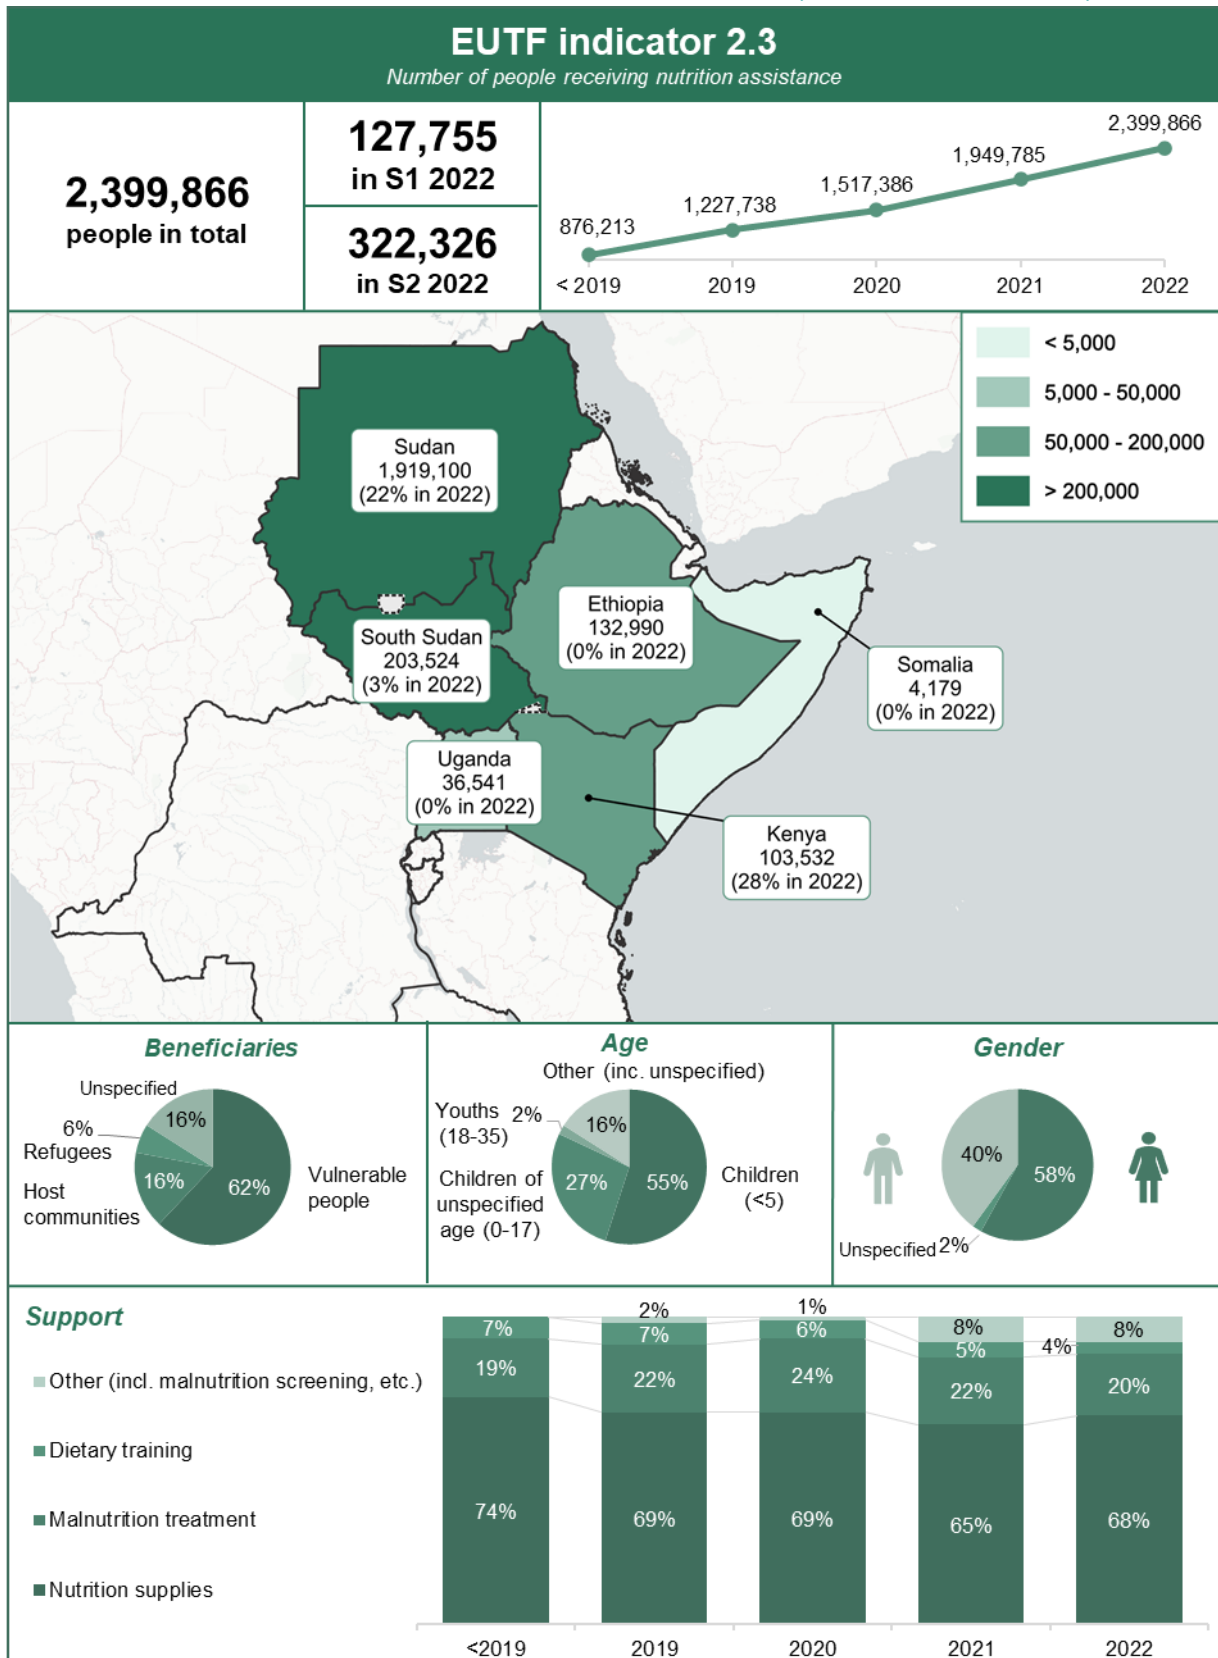 EUTF indicator 2.3
Number of people receiving nutrition assistance
2,399,866
people in total
127,755
in S1 2022
322,326
in S2 2022
876,213
1,227,738
1,517,386
1,949,785
2,399,866
< 2019
2019
2020
2021
2022
< 5,000
5,000 - 50,000
50,000 - 200,000
> 200,000
Sudan
1,919,100
(22% in 2022)
Ethiopia
132,990
(0% in 2022)
South Sudan
203,524
(3% in 2022)
Somalia
4,179
(0% in 2022)
Uganda
36,541
(0% in 2022)
Kenya
103,532
(28% in 2022)
Beneficiaries
Unspecified
16%
6%
Refugees
16%
Host
communities
62%
Vulnerable
people
Age
Other (inc. unspecified)
16%
Youths
(18-35)
2%
Children of
unspecified
age (0-17)
27%
55%
Children
(<5)
Gender
40%
58%
Unspecified 2%
Support
Other (incl. malnutrition screening, etc.)
Dietary training
Malnutrition treatment
Nutrition supplies
7%
19%
74%
2%
7%
22%
69%
1%
6%
24%
69%
8%
5%
22%
65%
8%
4%
20%
68%
<2019
2019
2020
2021
2022